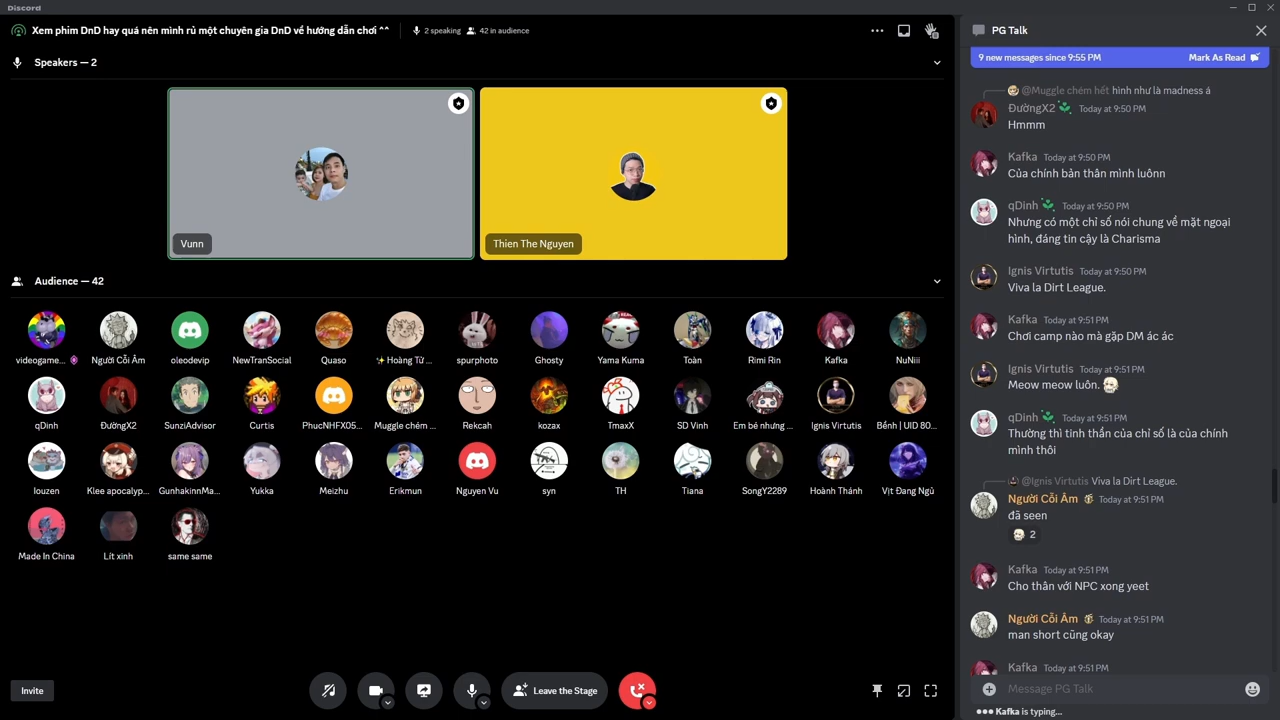 Discord
Xem phim DnD hay quá nên mình rủ một chuyên gia DnD về hướng dẫn chơi ^^
2 speaking 42 in audience
Speakers — 2
Vunn
Thien The Nguyen
Audience — 42
videogame...
Người Cõi Âm
oleodevip
NewTranSocial
Quaso
✨Hoàng Tử ...
spurphoto
Ghosty
Yama Kuma
Toàn
Rimi Rin
Kafka
NuNiii
qDinh
ĐườngX2
SunziAdvisor
Curtis
PhucNHFX05...
Muggle chém ...
Rekcah
kozax
TmaxX
SD Vinh
Em bé nhưng ...
Ignis Virtutis
Bềnh | UID 80...
louzen
Klee apocalyp...
GunhakinnMa...
Yukka
Meizhu
Erikmun
Nguyen Vu
syn
TH
Tiana
SongY2289
Hoành Thánh
Vịt Đang Ngủ
Made In China
Lít xinh
same same
Invite
Leave the Stage
PG Talk
9 new messages since 9:55 PM Mark As Read
@Muggle chém hết hình như là madness á
ĐườngX2 Today at 9:50 PM
Hmmm
Kafka Today at 9:50 PM
Của chính bản thân mình luônn
qDinh Today at 9:50 PM
Nhưng có một chỉ số nói chung về mặt ngoại
hình, đáng tin cậy là Charisma
Ignis Virtutis Today at 9:50 PM
Viva la Dirt League.
Kafka Today at 9:51 PM
Chơi camp nào mà gặp DM ác ác
Ignis Virtutis Today at 9:51 PM
Meow meow luôn.
qDinh Today at 9:51 PM
Thường thì tinh thần của chỉ số là của chính
mình thôi
@Ignis Virtutis Viva la Dirt League.
Người Cõi Âm Today at 9:51 PM
đã seen
2
Kafka Today at 9:51 PM
Cho thân với NPC xong yeet
Người Cõi Âm Today at 9:51 PM
man short cũng okay
Kafka Today at 9:51 PM
Message PG Talk
Kafka is typing...